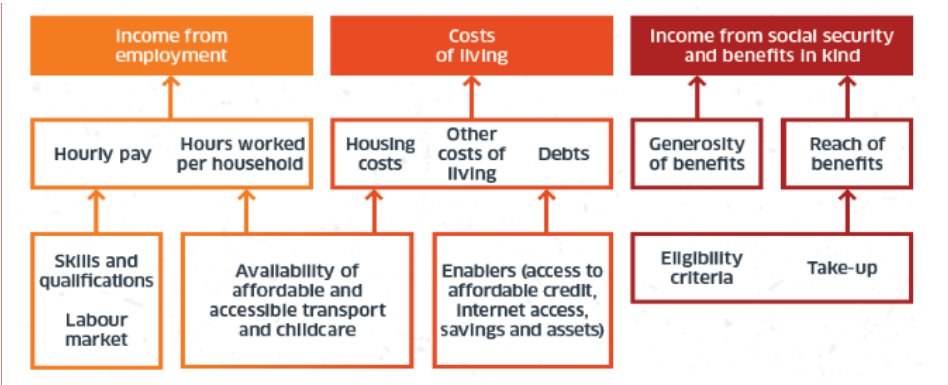 Income from
employment
Costs
of living
Income from social security
and benefits in kind
Hourly pay
Hours worked
per household
Housing
costs
Other
costs of
living
Debts
Generosity
of benefits
Reach of
benefits
Skills and
qualifications
Labour
market
Availability of
affordable and
accessible transport
and childcare
Enablers (access to
affordable credit,
internet access,
savings and assets)
Eligibility
criteria
Take-up